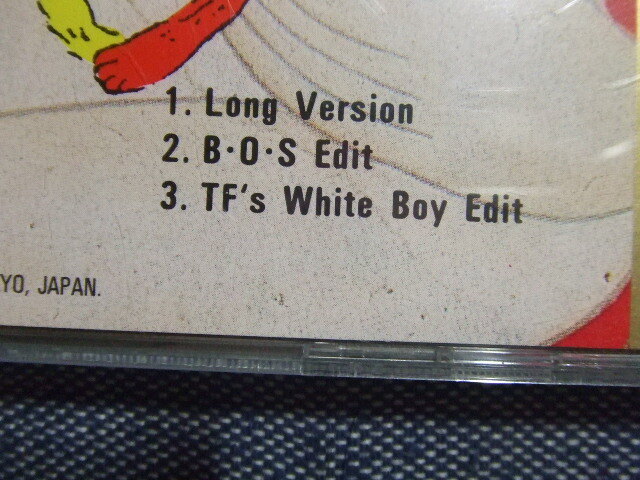 1. Long Version
2. B·O·S Edit
3. TF's White Boy Edit
YO, JAPAN.